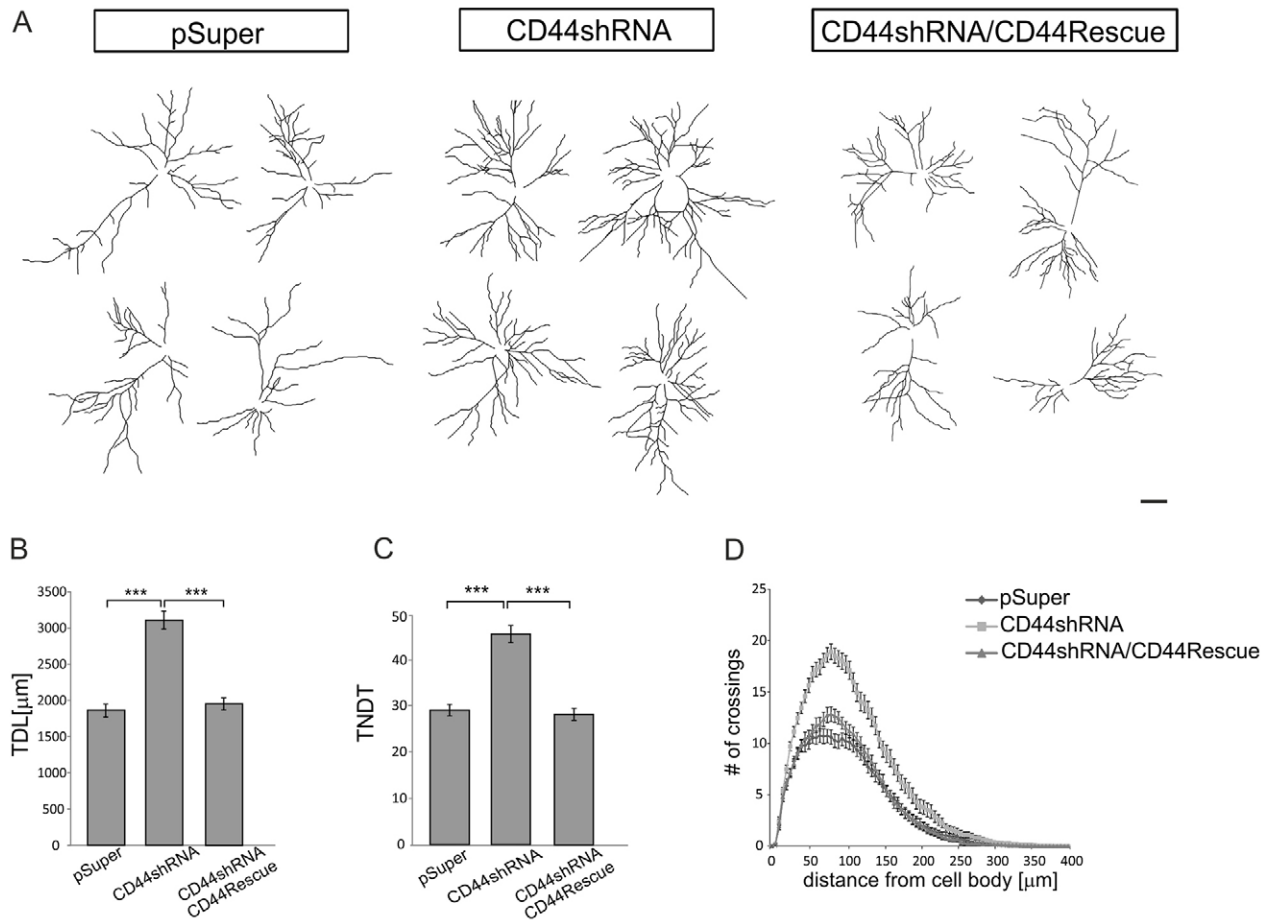 A
pSuper
CD44shRNA
CD44shRNA/CD44Rescue
B
TDL[µm]
3500
3000
2500
2000
1500
1000
500
0
***
***
pSuper
CD44shRNA
CD44shRNA
CD44Rescue
C
TNDT
50
40
30
20
10
0
***
***
pSuper
CD44shRNA
CD44shRNA
CD44Rescue
D
# of crossings
25
20
15
10
5
0
pSuper
CD44shRNA
CD44shRNA/CD44Rescue
0 50 100 150 200 250 300 350 400
distance from cell body [µm]